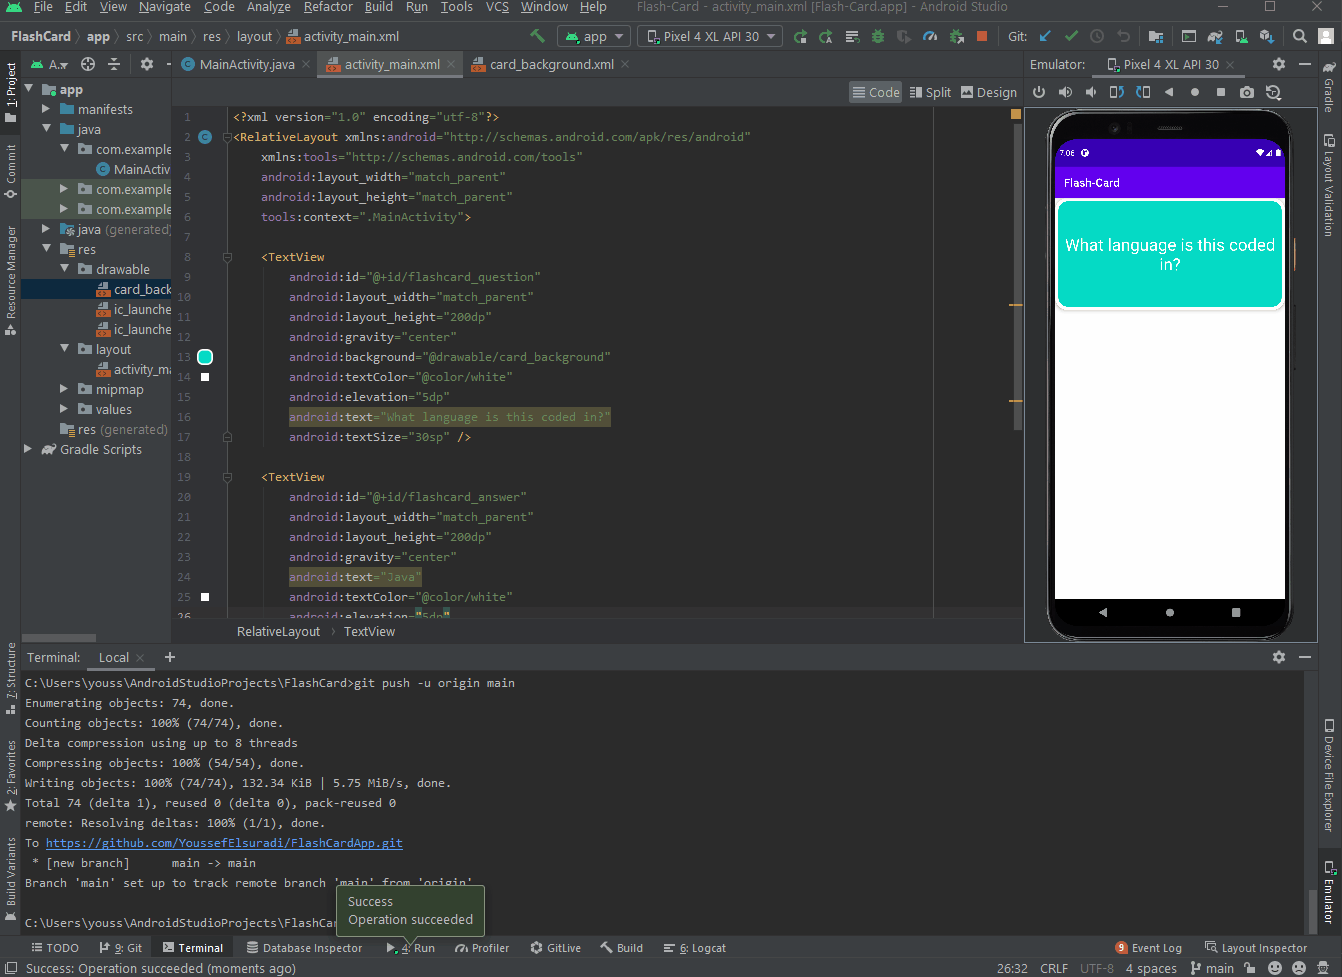 File Edit View Navigate Code Analyze Refactor Build Run Tools VCS Window Help Flash-Card - activity_main.xml [Flash-Card.app] - Android Studio
FlashCard app src main res layout activity_main.xml app Pixel 4 XL API 30 Git:
A.. MainActivity.java activity_main.xml card_background.xml Emulator: Pixel 4 XL API 30
Code Split Design
1: Project
Commit
Resource Manager
Z: Structure
2: Favorites
Build Variants
app
manifests
java
com.example
MainActiv
com.example
com.example
java (generated)
res
drawable
card_back
ic_launche
ic_launche
layout
activity_ma
mipmap
values
res (generated)
Gradle Scripts
1 <?xml version="1.0" encoding="utf-8"?>
2 <RelativeLayout xmlns:android="http://schemas.android.com/apk/res/android"
3 xmlns:tools="http://schemas.android.com/tools"
4 android:layout_width="match_parent"
5 android:layout_height="match_parent"
6 tools:context=".MainActivity">
7
8 <TextView
9 android:id="@+id/flashcard_question"
10 android:layout_width="match_parent"
11 android:layout_height="200dp"
12 android:gravity="center"
13 android:background="@drawable/card_background"
14 android:textColor="@color/white"
15 android:elevation="5dp"
16 android:text="What language is this coded in?"
17 android:textSize="30sp" />
18
19 <TextView
20 android:id="@+id/flashcard_answer"
21 android:layout_width="match_parent"
22 android:layout_height="200dp"
23 android:gravity="center"
24 android:text="Java"
25 android:textColor="@color/white"
26 android:elevation="5dp"
RelativeLayout TextView
7:06
Flash-Card
What language is this coded
in?
Gradle
Layout Validation
Device File Explorer
Emulator
Terminal: Local
C:\Users\youss\AndroidStudioProjects\FlashCard>git push -u origin main
Enumerating objects: 74, done.
Counting objects: 100% (74/74), done.
Delta compression using up to 8 threads
Compressing objects: 100% (54/54), done.
Writing objects: 100% (74/74), 132.34 KiB | 5.75 MiB/s, done.
Total 74 (delta 1), reused 0 (delta 0), pack-reused 0
remote: Resolving deltas: 100% (1/1), done.
To https://github.com/YoussefElsuradi/FlashCardApp.git
* [new branch] main -> main
Branch 'main' set up to track remote branch 'main' from 'origin'.
C:\Users\youss\AndroidStudioProjects\FlashCar
Success
Operation succeeded
TODO 9: Git Terminal Database Inspector 4: Run Profiler GitLive Build 6: Logcat 9 Event Log Layout Inspector
Success: Operation succeeded (moments ago) 26:32 CRLF UTF-8 4 spaces main